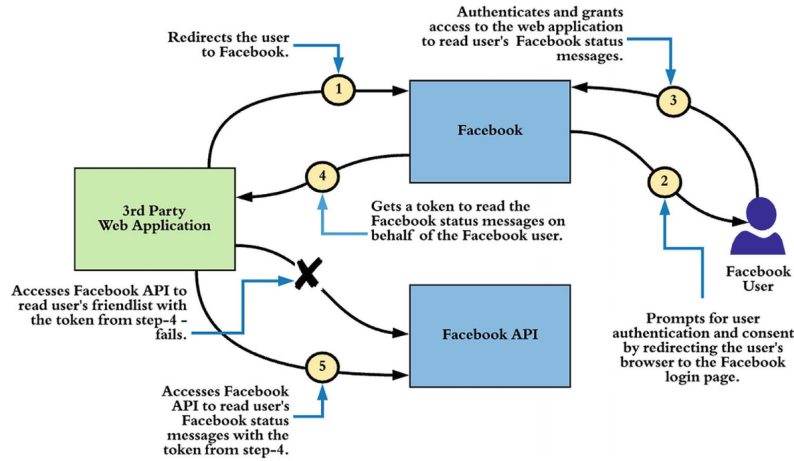 Redirects the user
to Facebook.
1
Authenticates and grants
access to the web application
to read user's Facebook status
messages.
3
Facebook
4
2
3rd Party
Web Application
Gets a token to read the
Facebook status messages on
behalf of the Facebook user.
Facebook
User
Accesses Facebook API to
read user's friendlist with
the token from step-4 -
fails.
Facebook API
Prompts for user
authentication and consent
by redirecting the user's
browser to the Facebook
login page.
5
Accesses Facebook
API to read user's
Facebook status
messages with the
token from step-4.